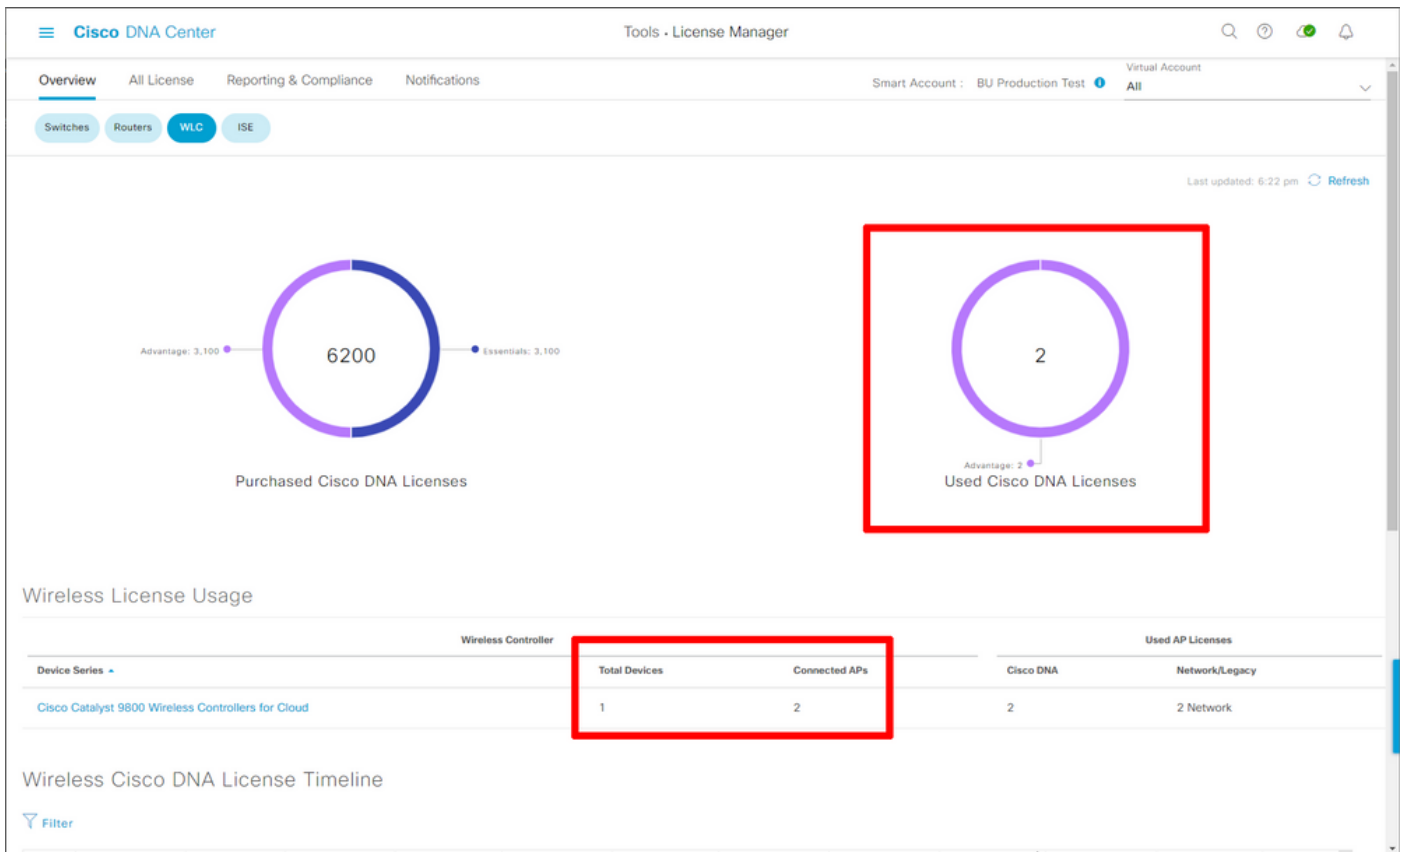 Cisco DNA Center
Tools • License Manager
Overview
All License
Reporting & Compliance
Notifications
Smart Account : BU Production Test
Virtual Account
All
Switches
Routers
WLC
ISE
Last updated: 6:22 pm
Refresh
Advantage: 3,100
6200
Essentials: 3,100
Purchased Cisco DNA Licenses
2
Advantage: 2
Used Cisco DNA Licenses
Wireless License Usage
Wireless Controller
Used AP Licenses
Device Series
Total Devices
Connected APs
Cisco DNA
Network/Legacy
Cisco Catalyst 9800 Wireless Controllers for Cloud
1
2
2
2 Network
Wireless Cisco DNA License Timeline
Filter